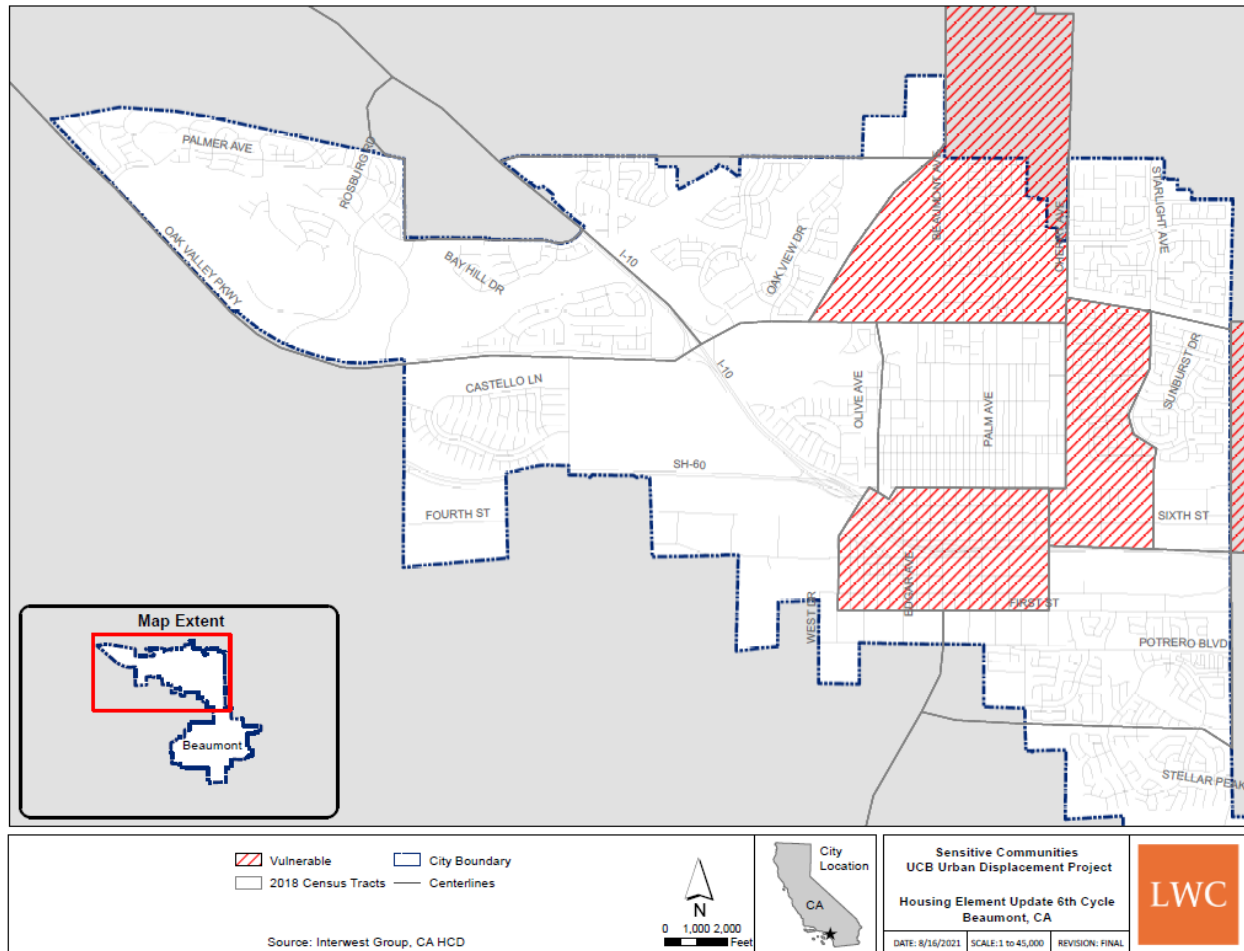 PALMER AVE
ROSBURG RD
OAK VALLEY PKWY
BAY HILL DR
I-10
OAK VIEW DR
BEAUMONT AVE
CHERRY AVE
STARLIGHT AVE
I-10
CASTELLO LN
OLIVE AVE
PALM AVE
SUNBURST DR
SH-60
FOURTH ST
SIXTH ST
EDGAR AVE
WEST DR
FIRST ST
POTRERO BLVD
STELLAR PEAK
Map Extent
Beaumont
Vulnerable
City Boundary
2018 Census Tracts
Centerlines
Source: Interwest Group, CA HCD
N
0 1,000 2,000
Feet
City
Location
CA
Sensitive Communities
UCB Urban Displacement Project
Housing Element Update 6th Cycle
Beaumont, CA
DATE: 8/16/2021 SCALE: 1 to 45,000 REVISION: FINAL
LWC